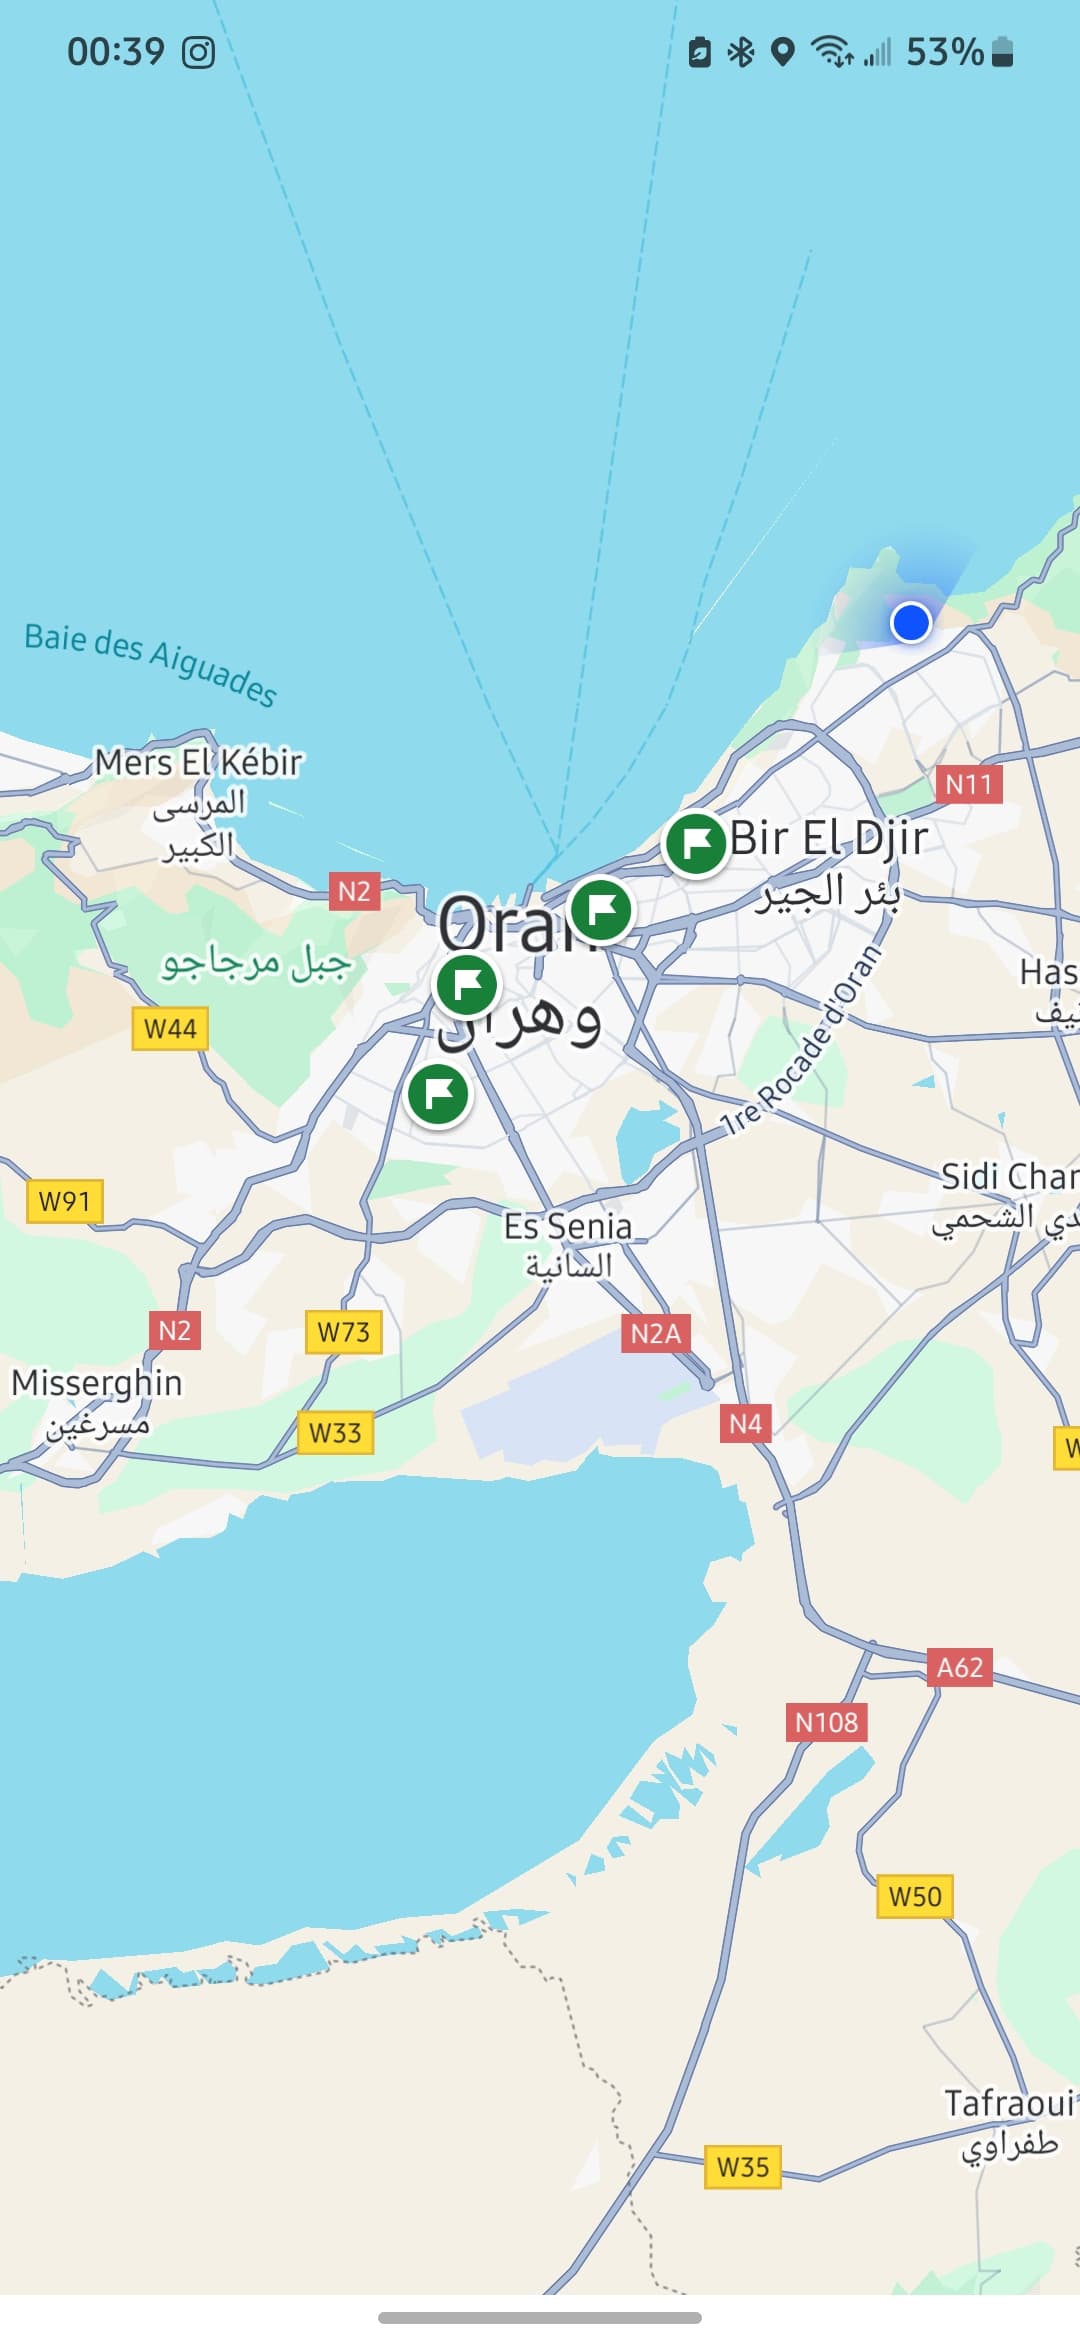 00:39
53%
Baie des Aiguades
Mers El Kébir
المرسى
الكبير
N11
Bir El Djir
بئر الجير
N2
Oran
وهران
جبل مرجاجو
Has
يف
W44
1re Rocade d'Oran
W91
Sidi Char
دي الشحمي
Es Senia
السانية
N2
W73
N2A
Misserghin
مسرغين
W33
N4
W
A62
N108
W50
Tafraoui
طفراوي
W35